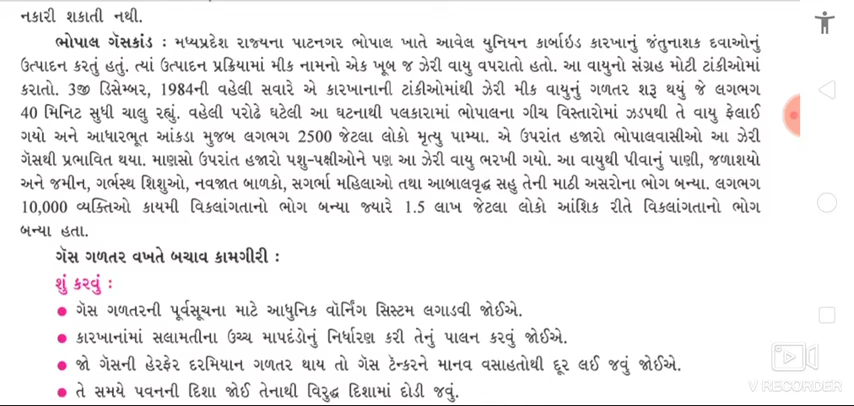 નકારી શકાતી નથી.
ભોપાલ ગૅસકાંડ : મધ્યપ્રદેશ રાજ્યના પાટનગર ભોપાલ ખાતે આવેલ યુનિયન કાર્બાઇડ કારખાનું જંતુનાશક દવાઓનું
ઉત્પાદન કરતું હતું. ત્યાં ઉત્પાદન પ્રક્રિયામાં મીક નામનો એક ખૂબ જ ઝેરી વાયુ વપરાતો હતો. આ વાયુનો સંગ્રહ મોટી ટાંકીઓમાં
કરાતો. 3જી ડિસેમ્બર, 1984ની વહેલી સવારે એ કારખાનાની ટાંકીઓમાંથી ઝેરી મીક વાયુનું ગળતર શરૂ થયું જે લગભગ
40 મિનિટ સુધી ચાલુ રહ્યું. વહેલી પરોઢે ઘટેલી આ ઘટનાથી પલકારામાં ભોપાલના ગીચ વિસ્તારોમાં ઝડપથી તે વાયુ ફેલાઈ
ગયો અને આધારભૂત આંકડા મુજબ લગભગ 2500 જેટલા લોકો મૃત્યુ પામ્યા. એ ઉપરાંત હજારો ભોપાલવાસીઓ આ ઝેરી
ગૅસથી પ્રભાવિત થયા. માણસો ઉપરાંત હજારો પશુ-પક્ષીઓને પણ આ ઝેરી વાયુ ભરખી ગયો. આ વાયુથી પીવાનું પાણી, જળાશયો
અને જમીન, ગર્ભસ્થ શિશુઓ, નવજાત બાળકો, સગર્ભા મહિલાઓ તથા આબાલવૃદ્ધ સહુ તેની માઠી અસરોના ભોગ બન્યા. લગભગ
10,000 વ્યક્તિઓ કાયમી વિકલાંગતાનો ભોગ બન્યા જ્યારે 1.5 લાખ જેટલા લોકો આંશિક રીતે વિકલાંગતાનો ભોગ
બન્યા હતા.
ગૅસ ગળતર વખતે બચાવ કામગીરી :
શું કરવું :
● ગૅસ ગળતરની પૂર્વસૂચના માટે આધુનિક વૉર્નિંગ સિસ્ટમ લગાડવી જોઈએ.
● કારખાનાંમાં સલામતીના ઉચ્ચ માપદંડોનું નિર્ધારણ કરી તેનું પાલન કરવું જોઈએ.
● જો ગૅસની હેરફેર દરમિયાન ગળતર થાય તો ગૅસ ટૅન્કરને માનવ વસાહતોથી દૂર લઈ જવું જોઈએ.
● તે સમયે પવનની દિશા જોઈ તેનાથી વિરુદ્ધ દિશામાં દોડી જવું.
V RECORDER